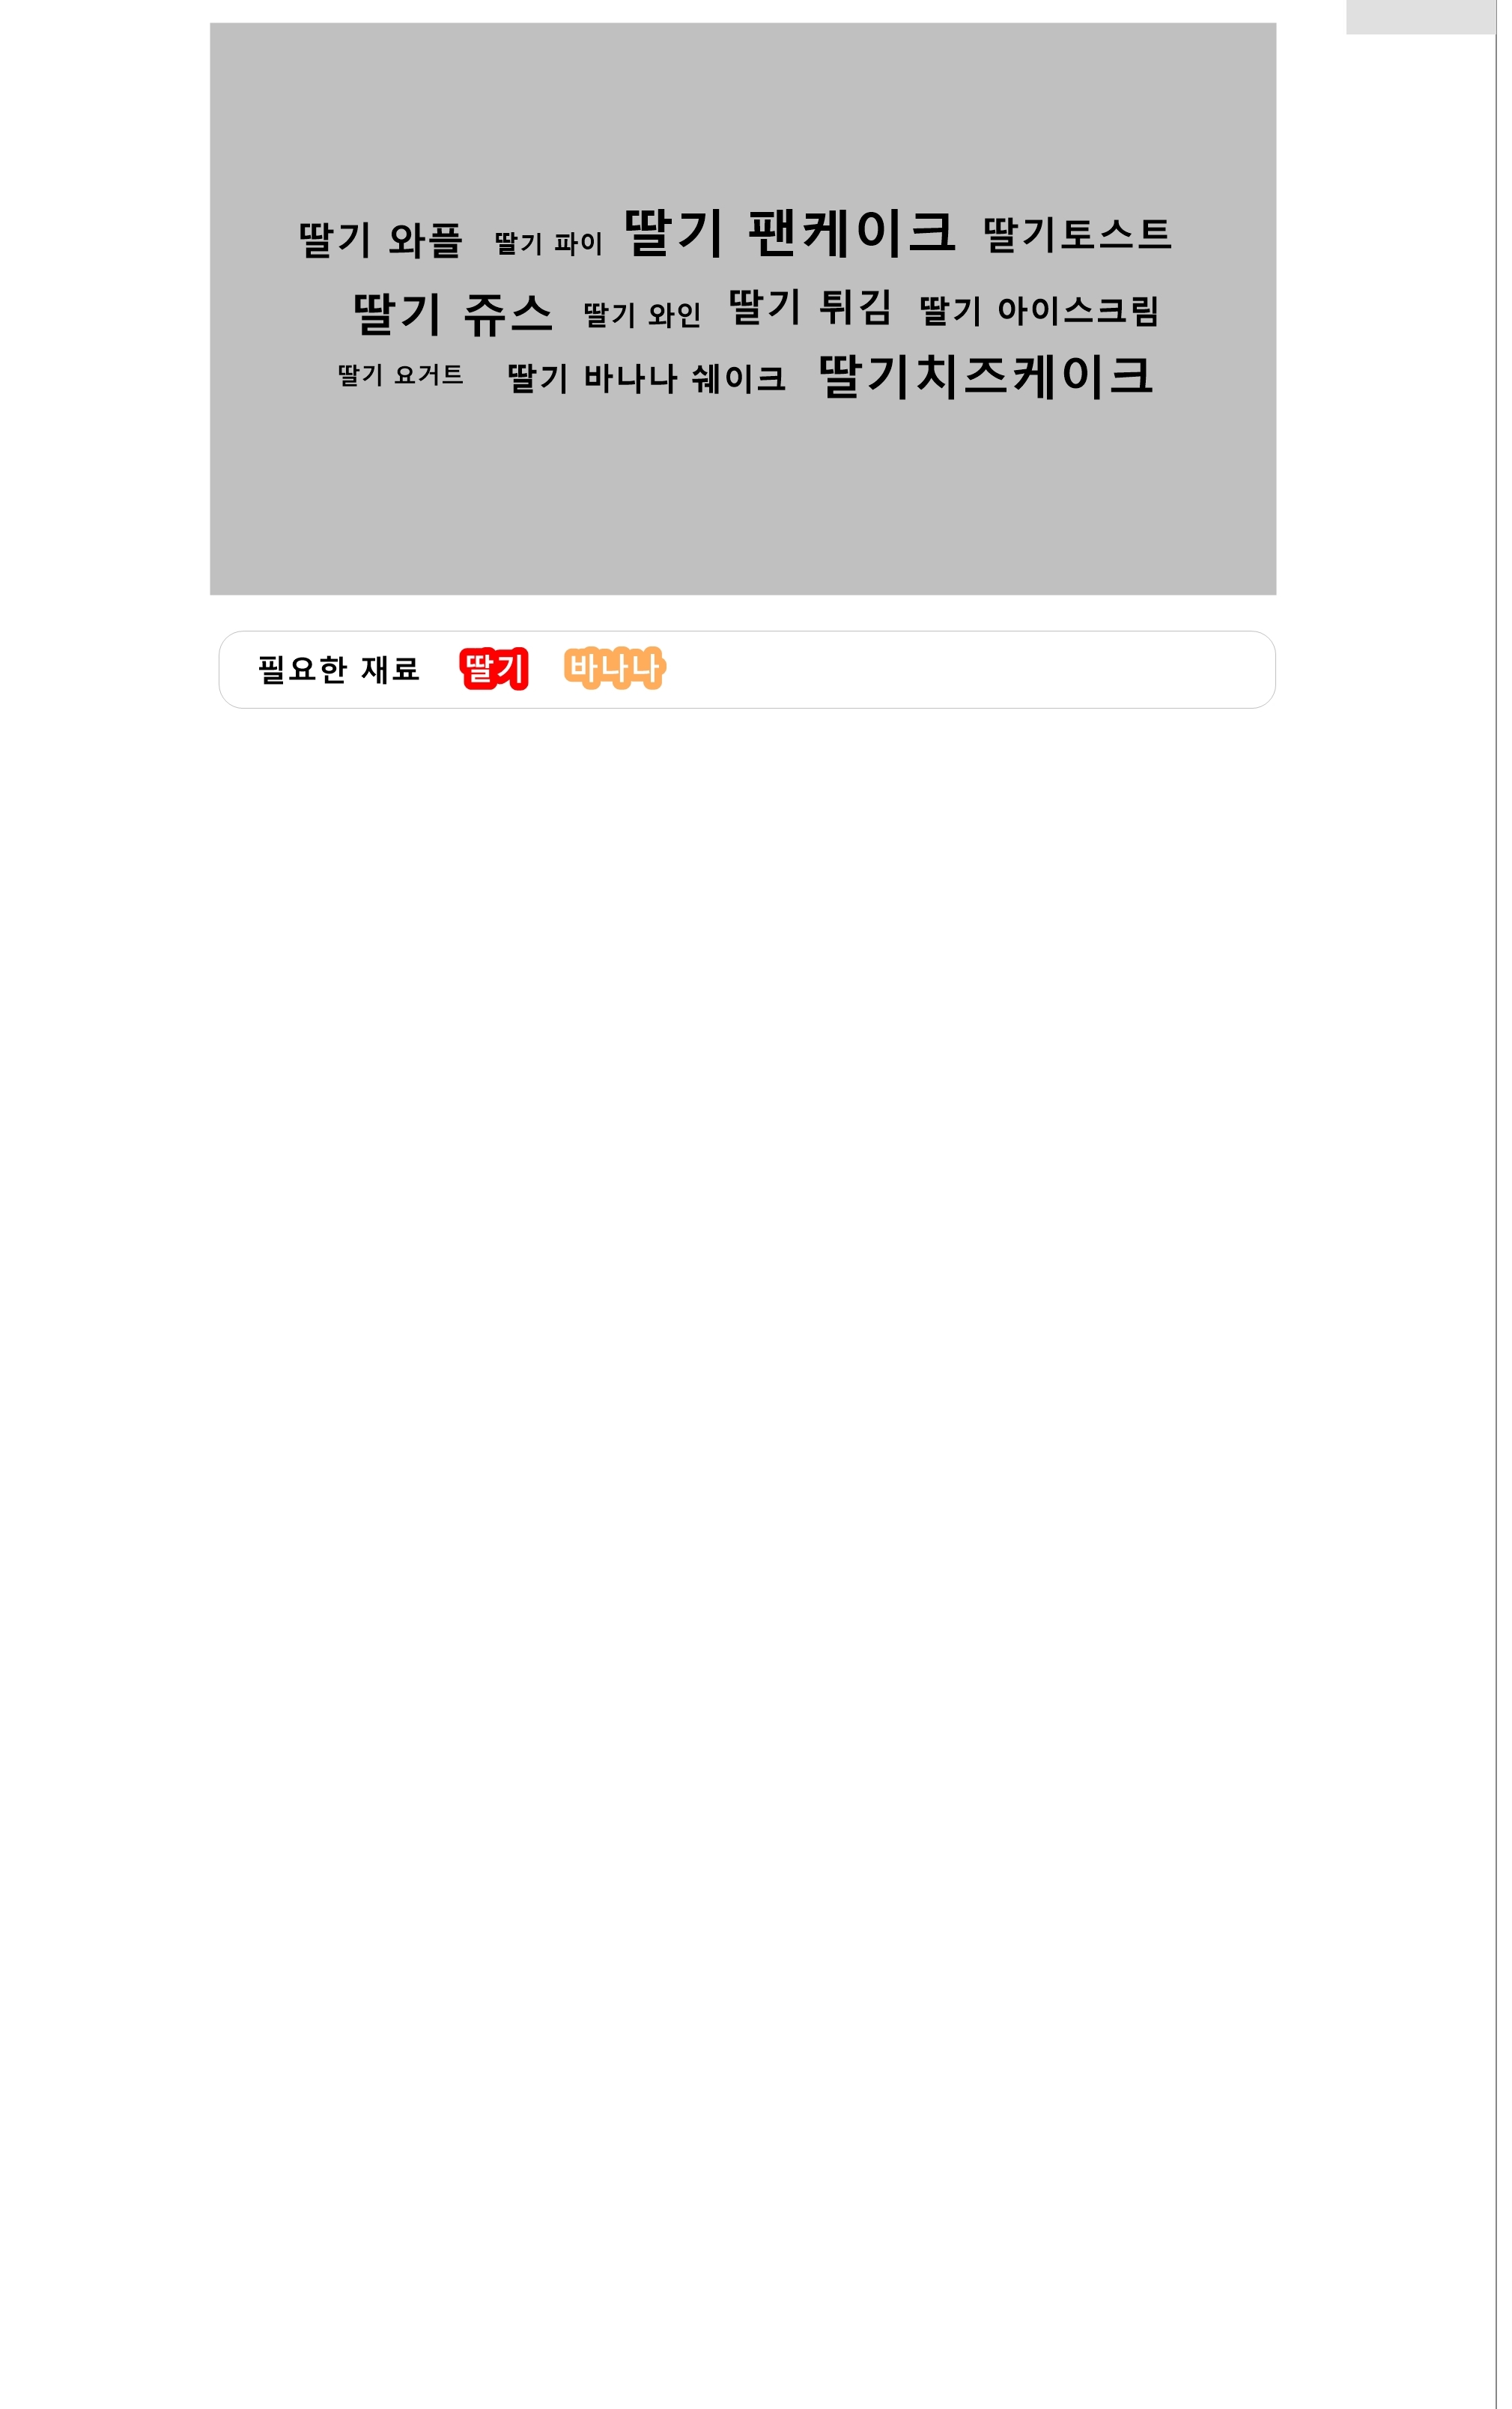 딸기 와플 딸기 파이 딸기 팬케이크 딸기토스트
딸기 쥬스 딸기 와인 딸기 튀김 딸기 아이스크림
딸기 요거트 딸기 바나나 쉐이크 딸기치즈케이크
필요한 재료 딸기 바나나